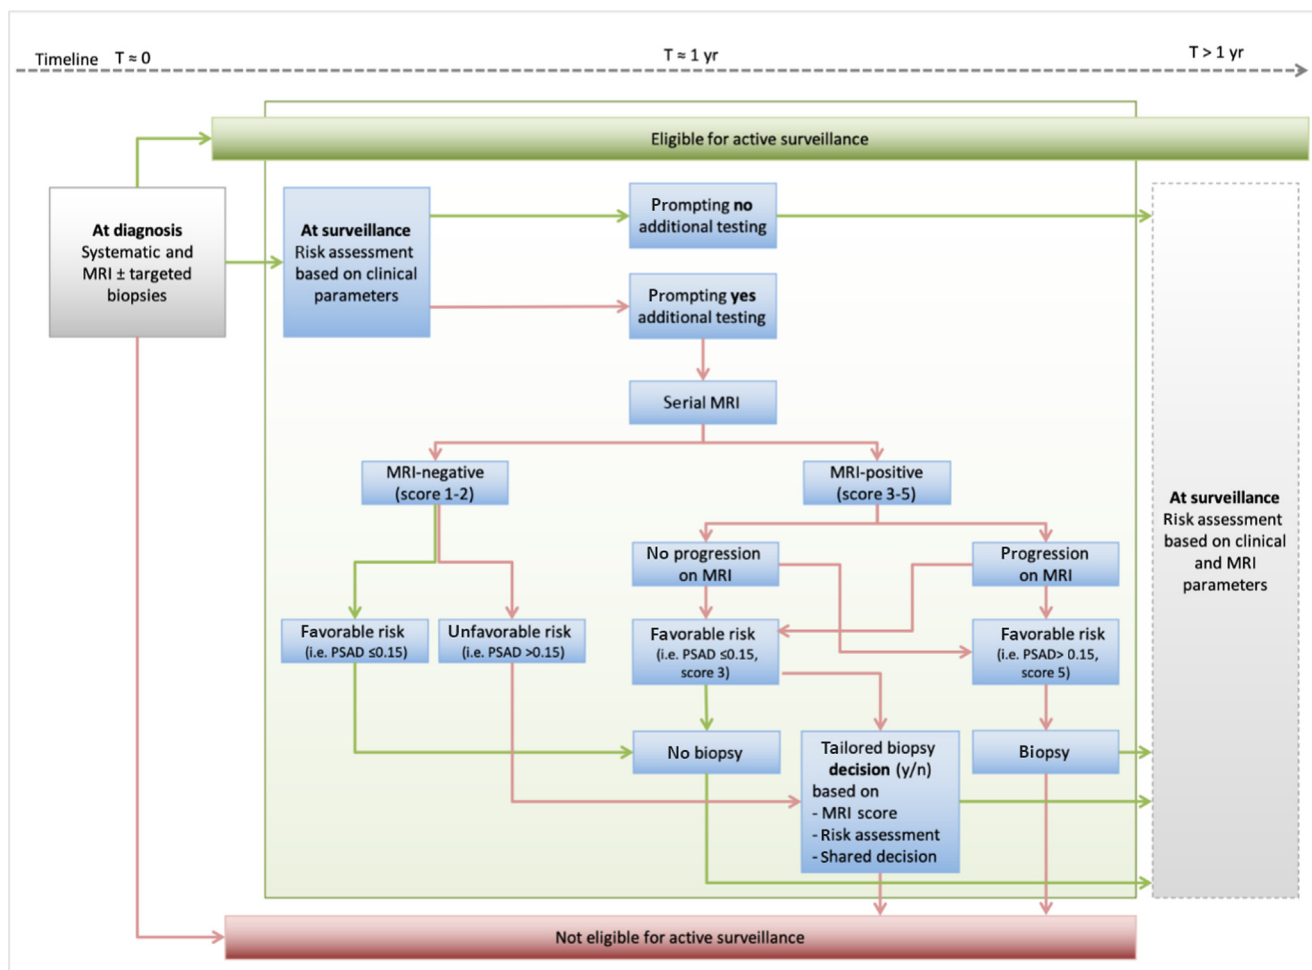 Timeline T ≈ 0
T ≈ 1 yr
T > 1 yr
Eligible for active surveillance
At diagnosis
Systematic and
MRI ± targeted
biopsies
At surveillance
Risk assessment
based on clinical
parameters
Prompting no
additional testing
Prompting yes
additional testing
Serial MRI
MRI-negative
(score 1-2)
MRI-positive
(score 3-5)
No progression
on MRI
Progression
on MRI
Favorable risk
(i.e. PSAD ≤0.15)
Unfavorable risk
(i.e. PSAD >0.15)
Favorable risk
(i.e. PSAD ≤0.15,
score 3)
Favorable risk
(i.e. PSAD> 0.15,
score 5)
No biopsy
Tailored biopsy
decision (y/n)
based on
- MRI score
- Risk assessment
- Shared decision
Biopsy
At surveillance
Risk assessment
based on clinical
and MRI
parameters
Not eligible for active surveillance